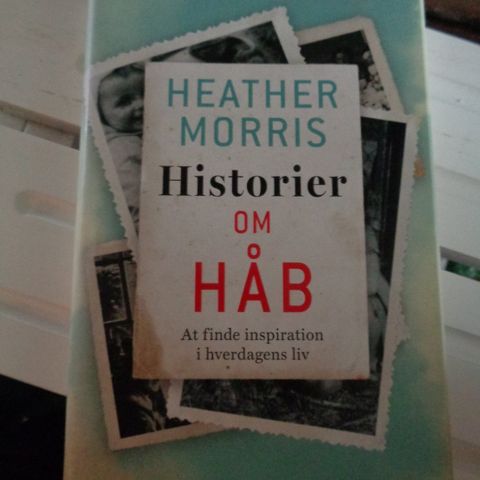 HEATHER
MORRIS
Historier
OM
HÅB
At finde inspiration
i hverdagens liv